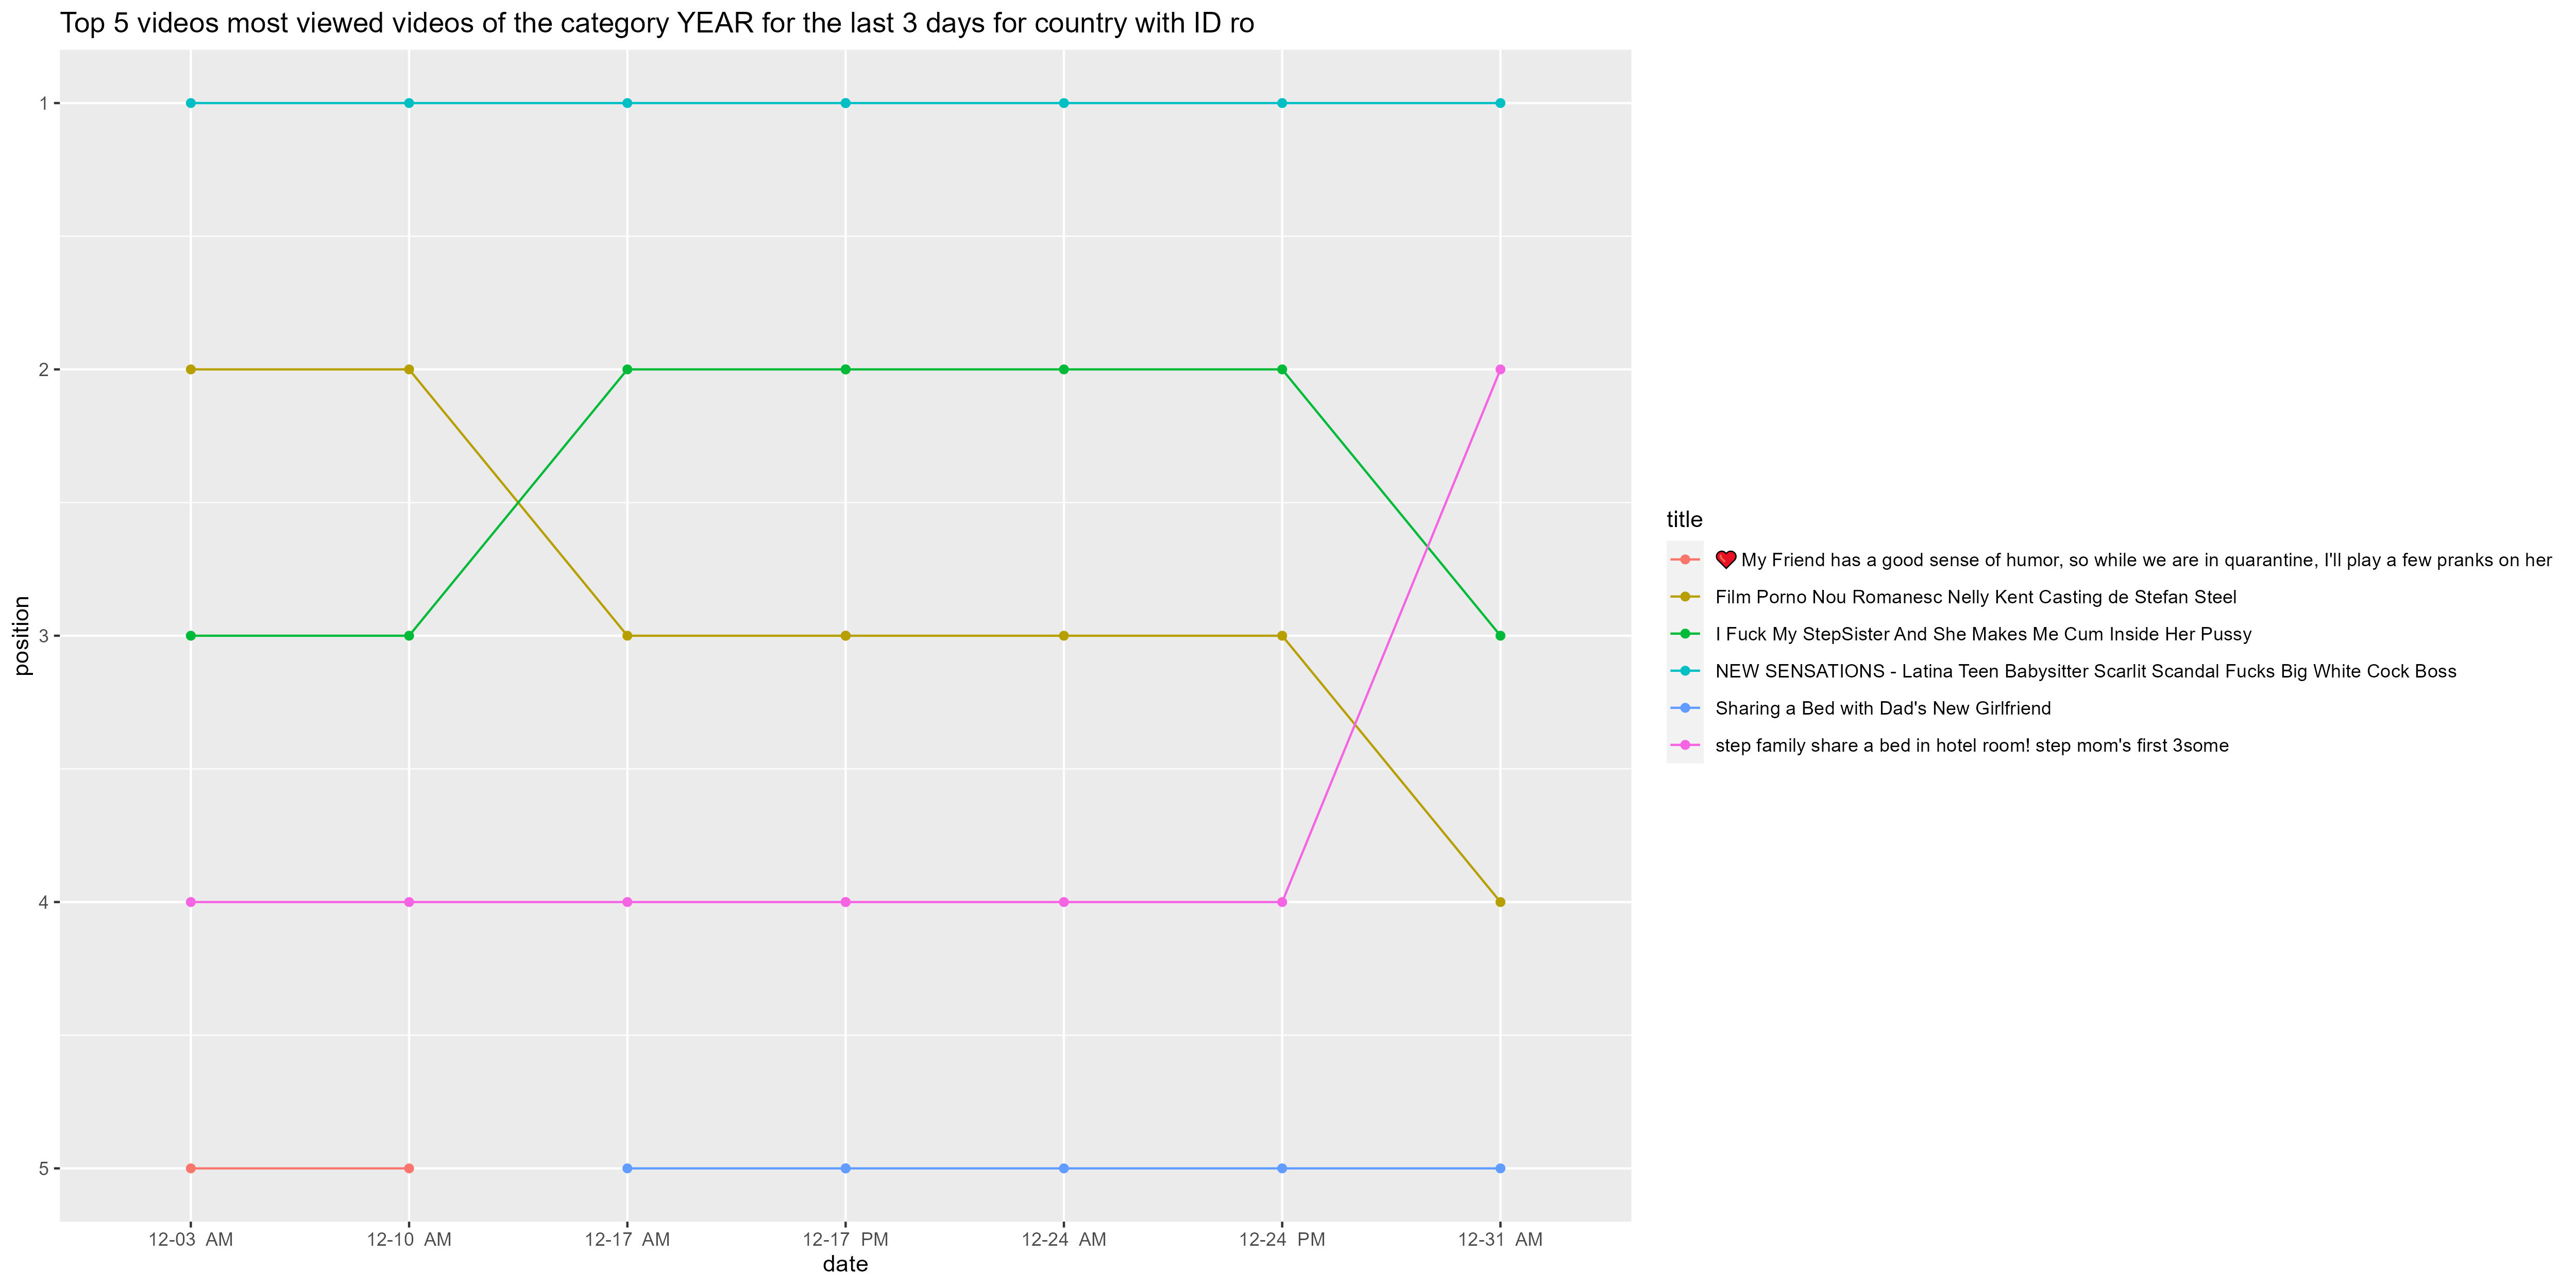 Top 5 videos most viewed videos of the category YEAR for the last 3 days for country with ID ro
1
2
3
4
5
position
12-03 AM
12-10 AM
12-17 AM
12-17 PM
12-24 AM
12-24 PM
12-31 AM
date
title
❤️ My Friend has a good sense of humor, so while we are in quarantine, I'll play a few pranks on her
Film Porno Nou Romanesc Nelly Kent Casting de Stefan Steel
I Fuck My StepSister And She Makes Me Cum Inside Her Pussy
NEW SENSATIONS - Latina Teen Babysitter Scarlit Scandal Fucks Big White Cock Boss
Sharing a Bed with Dad's New Girlfriend
step family share a bed in hotel room! step mom's first 3some